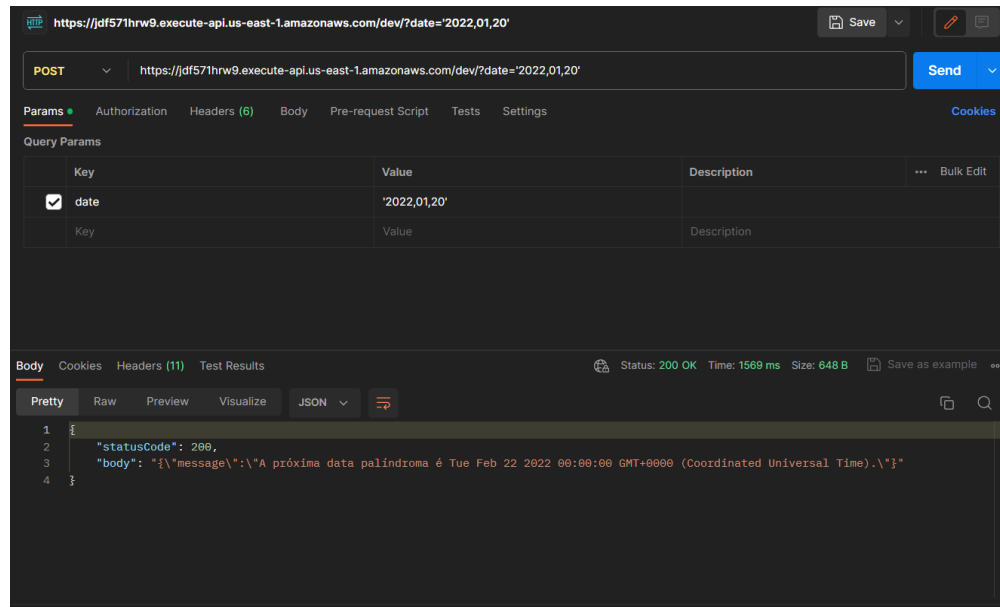 HTTP https://jdf571hrw9.execute-api.us-east-1.amazonaws.com/dev/?date='2022,01,20' Save
POST https://jdf571hrw9.execute-api.us-east-1.amazonaws.com/dev/?date='2022,01,20' Send
Params Authorization Headers (6) Body Pre-request Script Tests Settings Cookies
Query Params
Key Value Description ••• Bulk Edit
date '2022,01,20'
Key Value Description
Body Cookies Headers (11) Test Results Status: 200 OK Time: 1569 ms Size: 648 B Save as example
Pretty Raw Preview Visualize JSON
1 {
2 "statusCode": 200,
3 "body": "{\"message\":\"A próxima data palíndroma é Tue Feb 22 2022 00:00:00 GMT+0000 (Coordinated Universal Time).\"}"
4 }